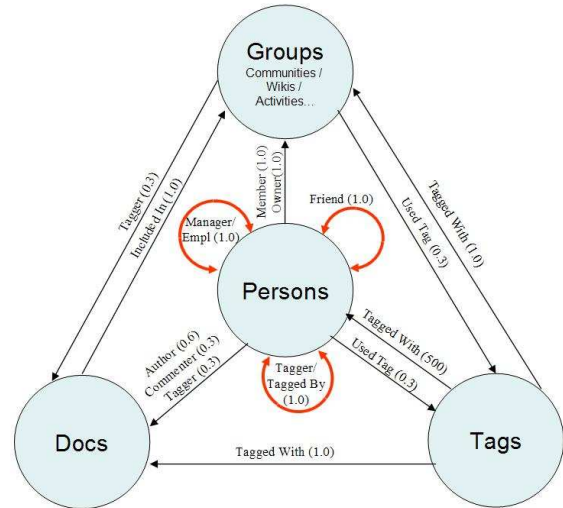 Groups
Communities /
Wikis /
Activities...
Tagger (0.3)
Included In (1.0)
Member (1.0)
Owner(1.0)
Friend (1.0)
Manager/
Empl (1.0)
Used Tag (0.3)
Tagged With (1.0)
Persons
Author (0.6)
Commenter (0.3)
Tagger (0.3)
Tagger/
Tagged By
(1.0)
Tagged With (500)
Used Tag (0.3)
Docs
Tagged With (1.0)
Tags